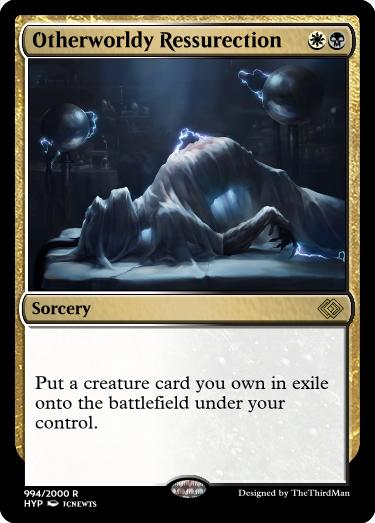 Otherworldy Ressurection
Sorcery
Put a creature card you own in exile
onto the battlefield under your
control.
994/2000 R
HYP ICNEWTS
Designed by TheThirdMan